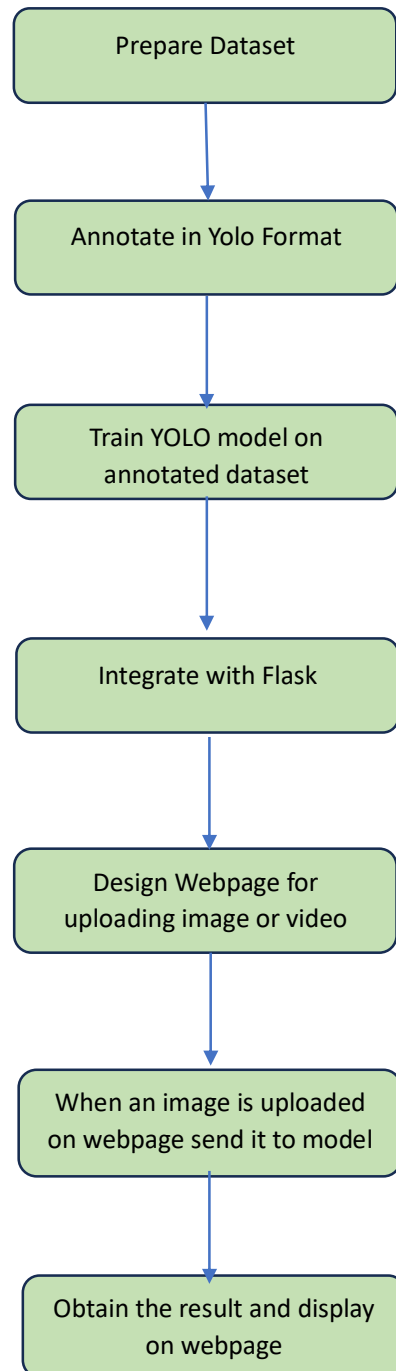 Prepare Dataset
Annotate in Yolo Format
Train YOLO model on
annotated dataset
Integrate with Flask
Design Webpage for
uploading image or video
When an image is uploaded
on webpage send it to model
Obtain the result and display
on webpage